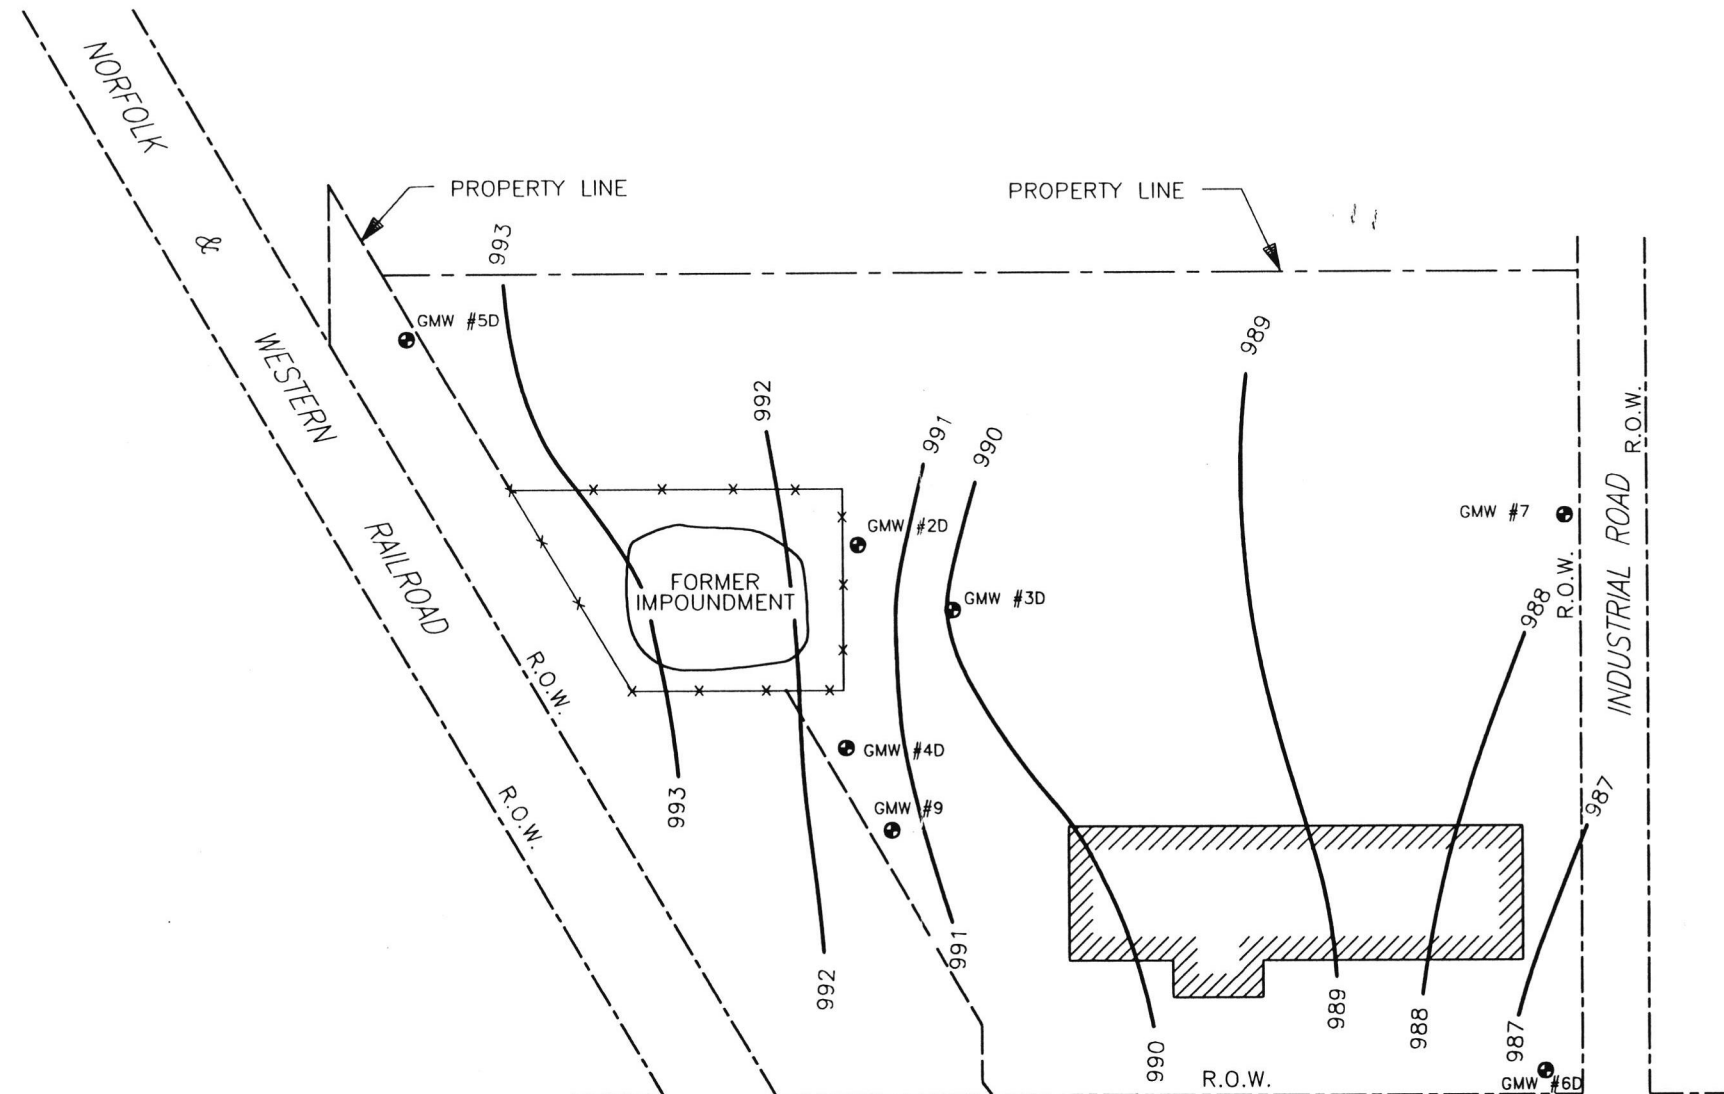 NORFOLK
&
WESTERN
RAILROAD
PROPERTY LINE
PROPERTY LINE
993
GMW #5D
989
992
991
990
R.O.W.
GMW #2D
GMW #7
INDUSTRIAL ROAD
FORMER
IMPOUNDMENT
GMW #3D
R.O.W.
988
R.O.W.
GMW #4D
993
R.O.W.
GMW #9
987
992
991
989
988
987
990
R.O.W.
GMW #6D